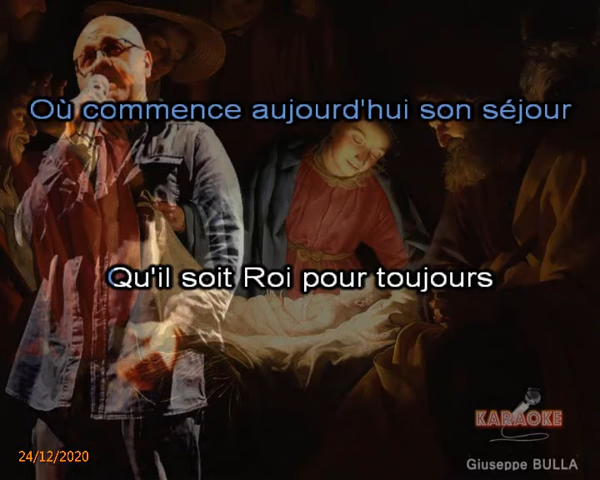 Où commence aujourd'hui son séjour
Qu'il soit Roi pour toujours
KARAOKE
24/12/2020
Giuseppe BULLA